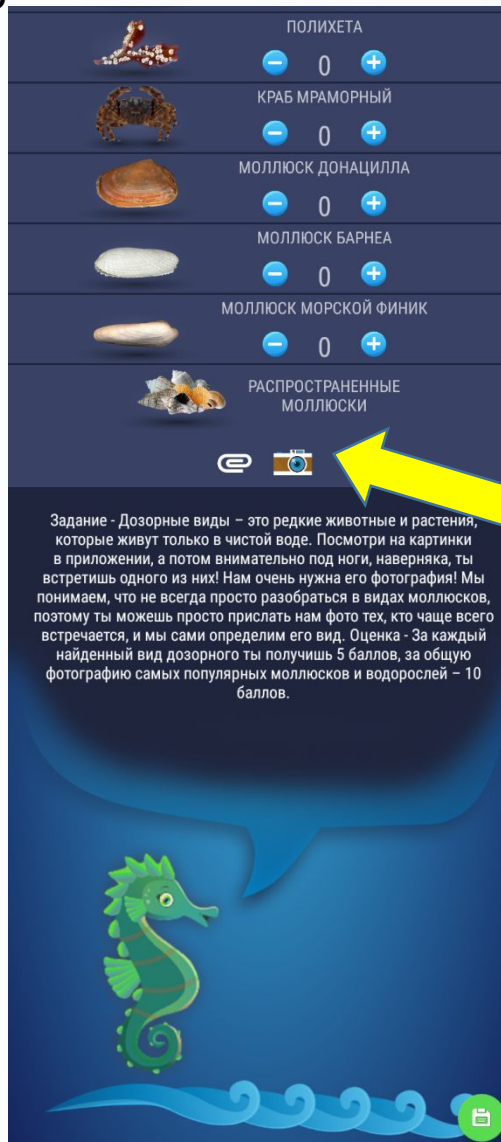 ПОЛИХЕТА
0
КРАБ МРАМОРНЫЙ
0
МОЛЛЮСК ДОНАЦИЛЛА
0
МОЛЛЮСК БАРНЕА
0
МОЛЛЮСК МОРСКОЙ ФИНИК
0
РАСПРОСТРАНЕННЫЕ
МОЛЛЮСКИ
Задание - Дозорные виды – это редкие животные и растения,
которые живут только в чистой воде. Посмотри на картинки
в приложении, а потом внимательно под ноги, наверняка, ты
встретишь одного из них! Нам очень нужна его фотография! Мы
понимаем, что не всегда просто разобраться в видах моллюсков,
поэтому ты можешь просто прислать нам фото тех, кто чаще всего
встречается, и мы сами определим его вид. Оценка - За каждый
найденный вид дозорного ты получишь 5 баллов, за общую
фотографию самых популярных моллюсков и водорослей – 10
баллов.